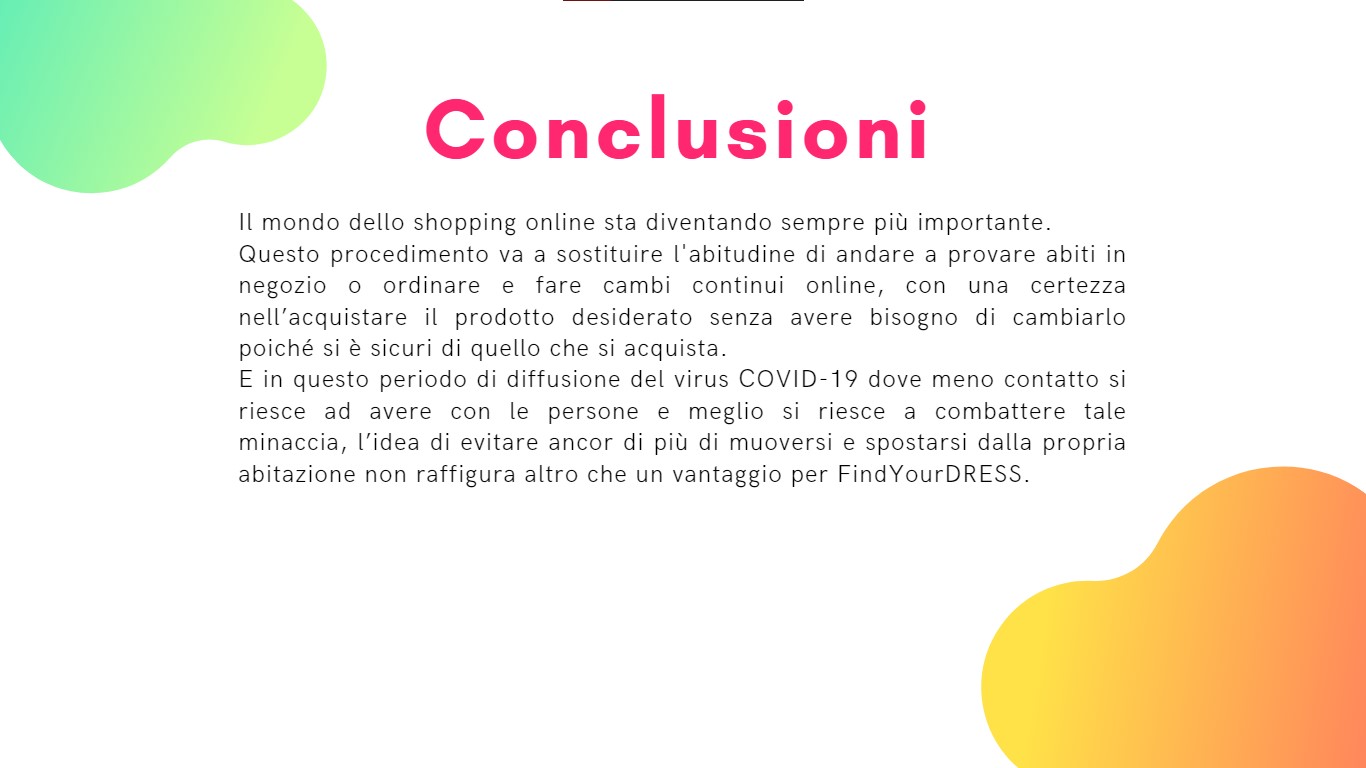 Conclusioni
Il mondo dello shopping online sta diventando sempre più importante.
Questo procedimento va a sostituire l'abitudine di andare a provare abiti in
negozio o ordinare e fare cambi continui online, con una certezza
nell’acquistare il prodotto desiderato senza avere bisogno di cambiarlo
poiché si è sicuri di quello che si acquista.
E in questo periodo di diffusione del virus COVID-19 dove meno contatto si
riesce ad avere con le persone e meglio si riesce a combattere tale
minaccia, l’idea di evitare ancor di più di muoversi e spostarsi dalla propria
abitazione non raffigura altro che un vantaggio per FindYourDRESS.